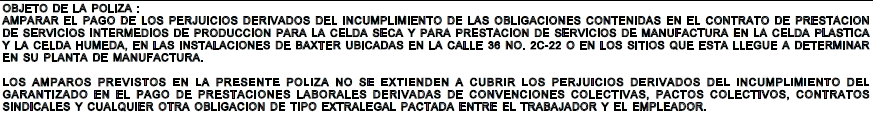 OBJETO DE LA POLIZA :
AMPARAR EL PAGO DE LOS PERJUICIOS DERIVADOS DEL INCUMPLIMIENTO DE LAS OBLIGACIONES CONTENIDAS EN EL CONTRATO DE PRESTACION
DE SERVICIOS INTERMEDIOS DE PRODUCCION PARA LA CELDA SECA Y PARA PRESTACION DE SERVICIOS DE MANUFACTURA EN LA CELDA PLASTICA
Y LA CELDA HUMEDA, EN LAS INSTALACIONES DE BAXTER UBICADAS EN LA CALLE 36 NO. 2C-22 O EN LOS SITIOS QUE ESTA LLEGUE A DETERMINAR
EN SU PLANTA DE MANUFACTURA.
LOS AMPAROS PREVISTOS EN LA PRESENTE POLIZA NO SE EXTIENDEN A CUBRIR LOS PERJUICIOS DERIVADOS DEL INCUMPLIMIENTO DEL
GARANTIZADO EN EL PAGO DE PRESTACIONES LABORALES DERIVADAS DE CONVENCIONES COLECTIVAS, PACTOS COLECTIVOS, CONTRATOS
SINDICALES Y CUALQUIER OTRA OBLIGACION DE TIPO EXTRALEGAL PACTADA ENTRE EL TRABAJADOR Y EL EMPLEADOR.